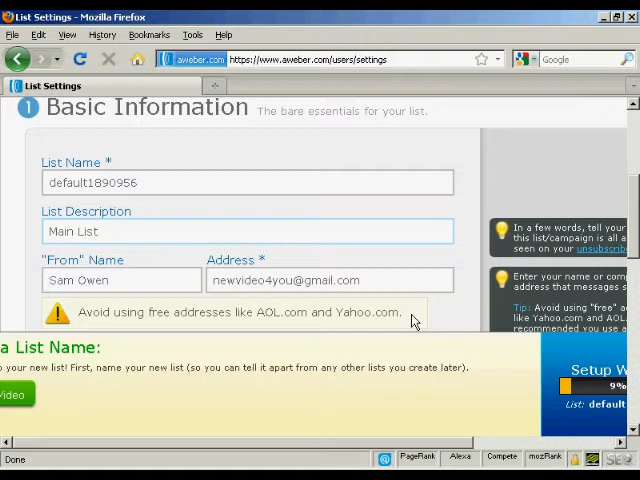 List Settings - Mozilla Firefox
File Edit View History Bookmarks Tools Help
aweber.com https://www.aweber.com/users/settings
Google
List Settings
1 Basic Information The bare essentials for your list.
List Name *
default1890956
In a few words, tell your
this list/campaign is all a
seen on your unsubscribe
List Description
Main List
"From" Name Address *
Sam Owen newvideo4you@gmail.com
Enter your name or comp
address that messages s
Tip: Avoid using "free" a
like Yahoo.com and AOL.
recommended you use a
Avoid using free addresses like AOL.com and Yahoo.com.
a List Name:
o your new list! First, name your new list (so you can tell it apart from any other lists you create later).
Video
Setup W
9%
List: default
Done
PageRank Alexa Compete mozRank
SEO